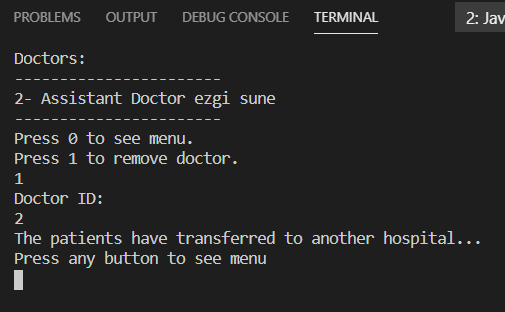 PROBLEMS OUTPUT DEBUG CONSOLE TERMINAL 2: Jav
Doctors:
-----------------------
2- Assistant Doctor ezgi sune
-----------------------
Press 0 to see menu.
Press 1 to remove doctor.
1
Doctor ID:
2
The patients have transferred to another hospital...
Press any button to see menu